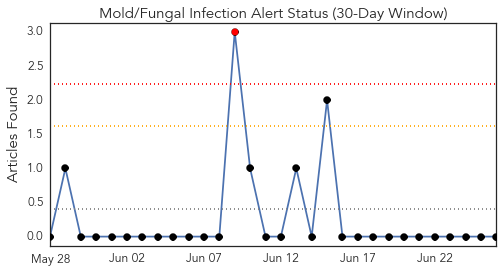 Mold/Fungal Infection Alert Status (30-Day Window)
Articles Found
3.0
2.5
2.0
1.5
1.0
0.5
0.0
May 28
Jun 02
Jun 07
Jun 12
Jun 17
Jun 22